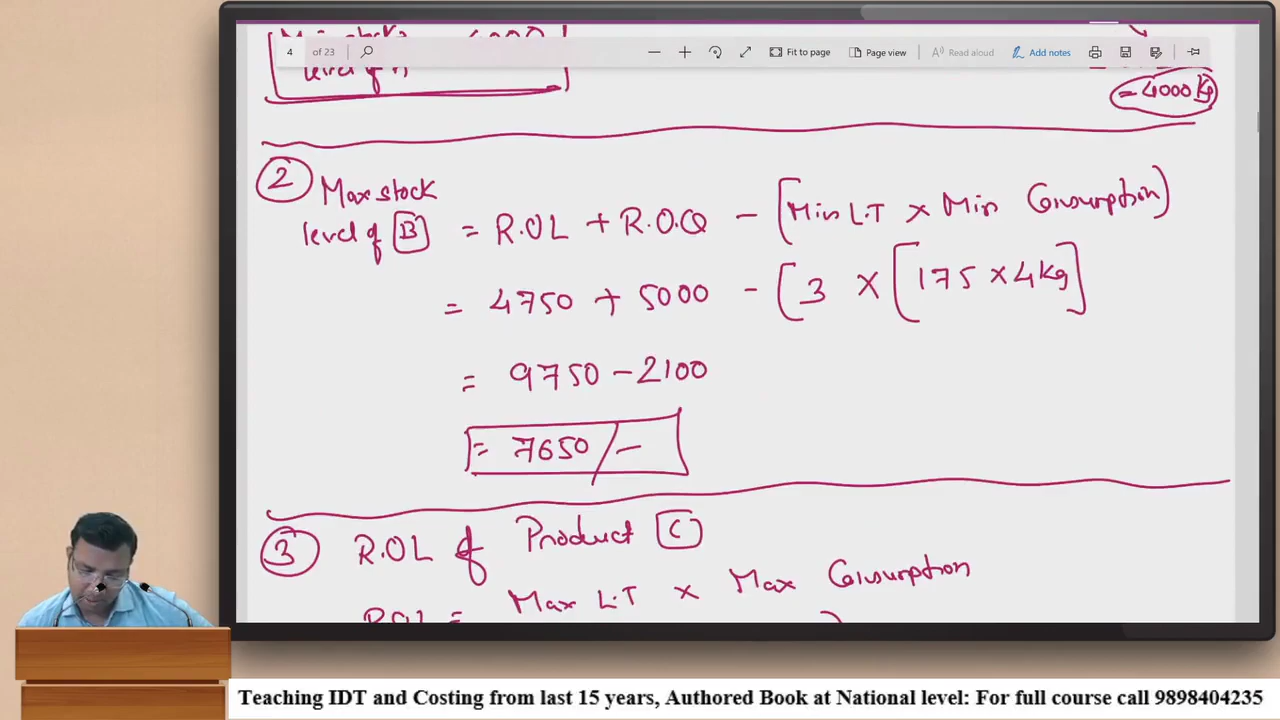 4 of 23 Fit to page Page view Read aloud Add notes
level of
= 4000 Kg
2 Max stock
level of B = R.O.L + R.O.Q - [Min L.T × Min Consumption]
= 4750 + 5000 - [3 × [175 × 4kg]
= 9750 - 2100
= 7650/-
3 R.O.L of Product C
R.O.L = Max L.T × Max Consumption
Teaching IDT and Costing from last 15 years, Authored Book at National level: For full course call 9898404235